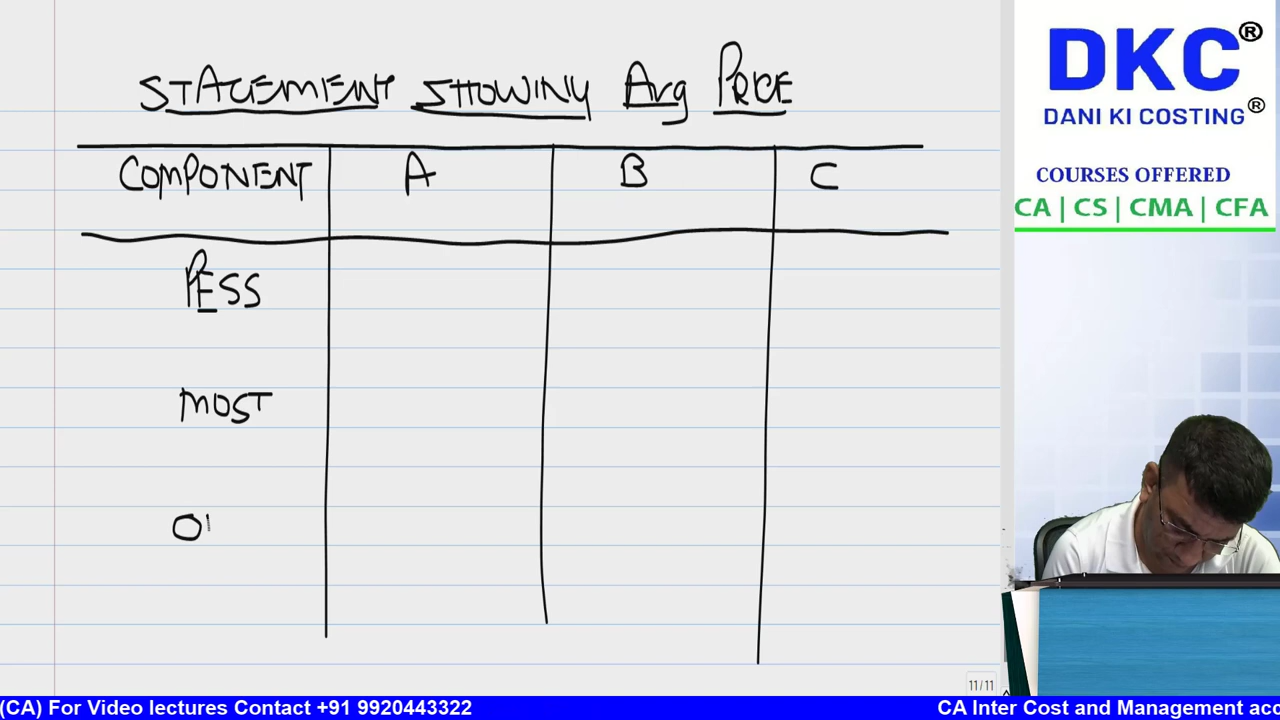 STATEMENT SHOWING Avg PRICE
COMPONENT A B C
PESS
MOST
OP
11/11
DKC®
DANI KI COSTING®
COURSES OFFERED
CA | CS | CMA | CFA
(CA) For Video lectures Contact +91 9920443322
CA Inter Cost and Management acc